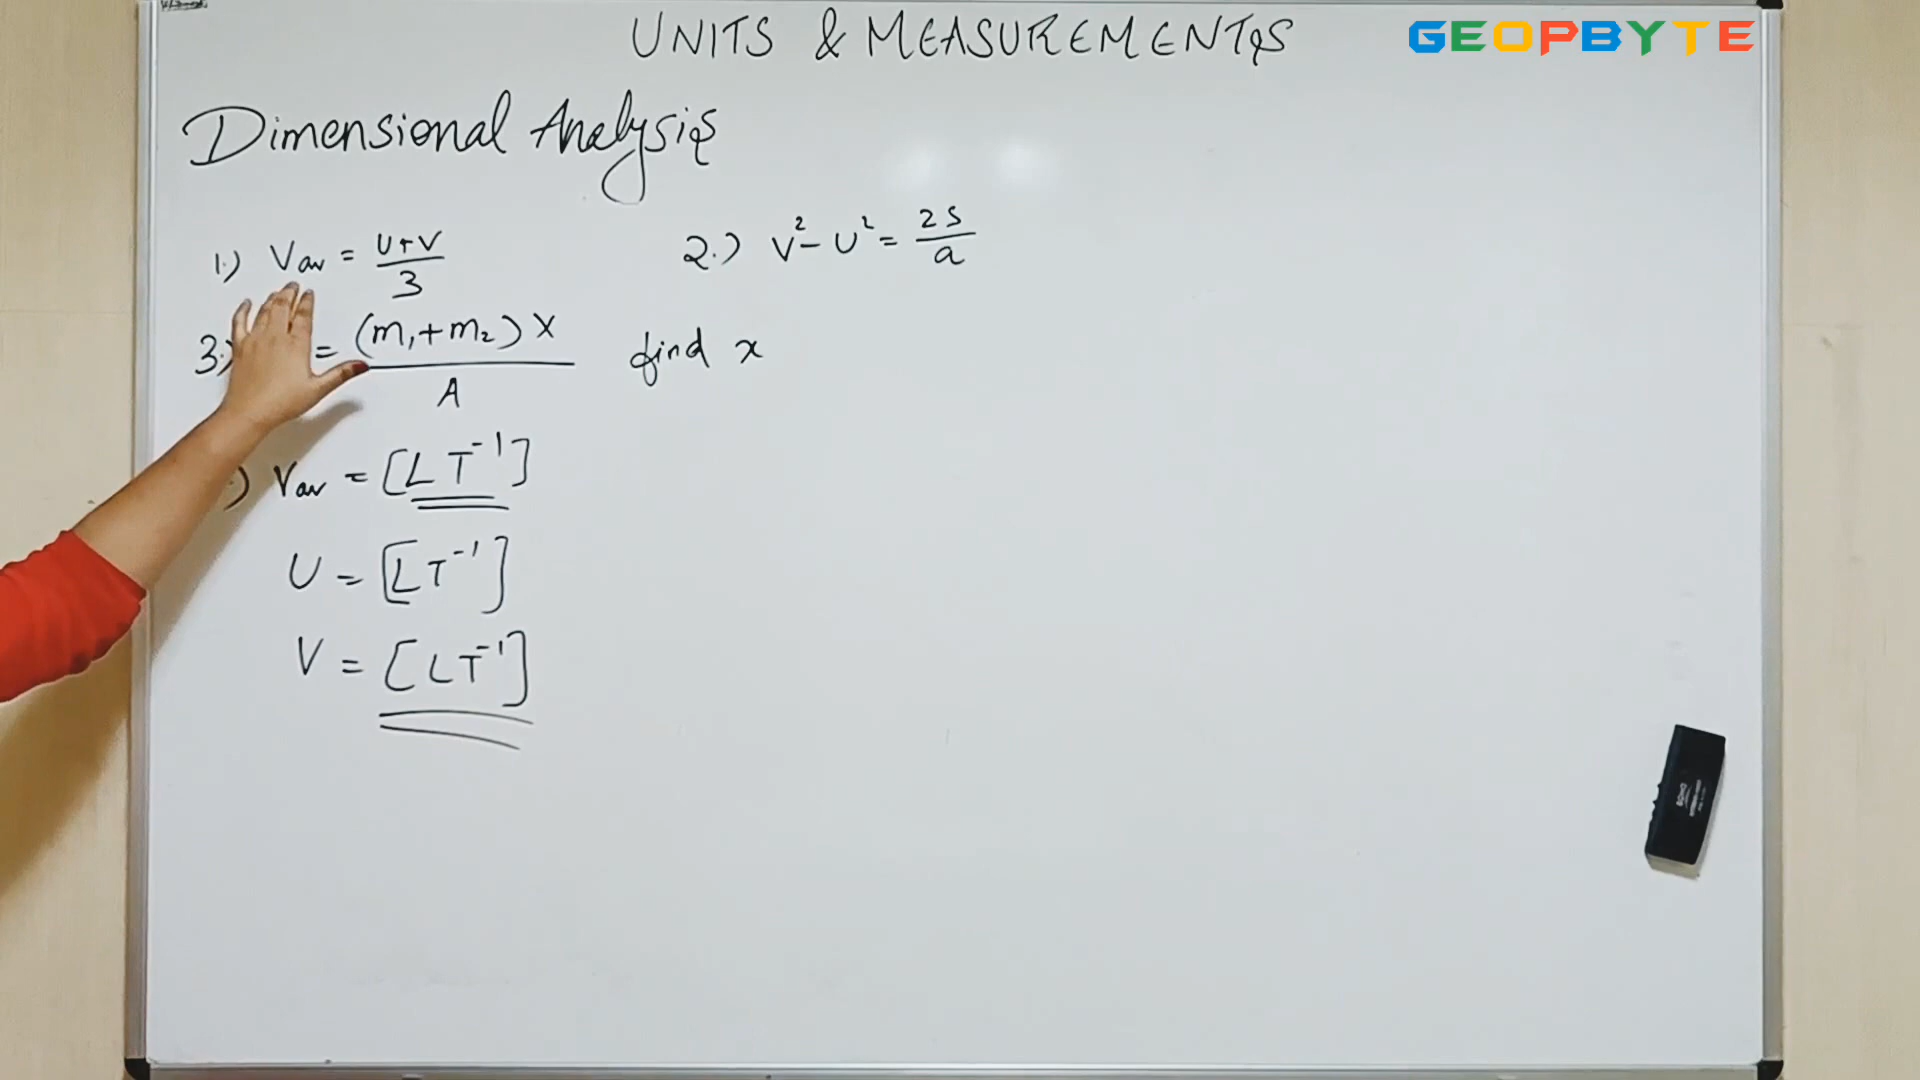 UNITS & MEASUREMENTS
GEOPBYTE
Dimensional Analysis
1.) Vav = U+V/3
2.) V² - U² = 2S/a
3.) = (m₁+m₂)X/A find x
) Vav = [LT⁻¹]
U = [LT⁻¹]
V = [LT⁻¹]